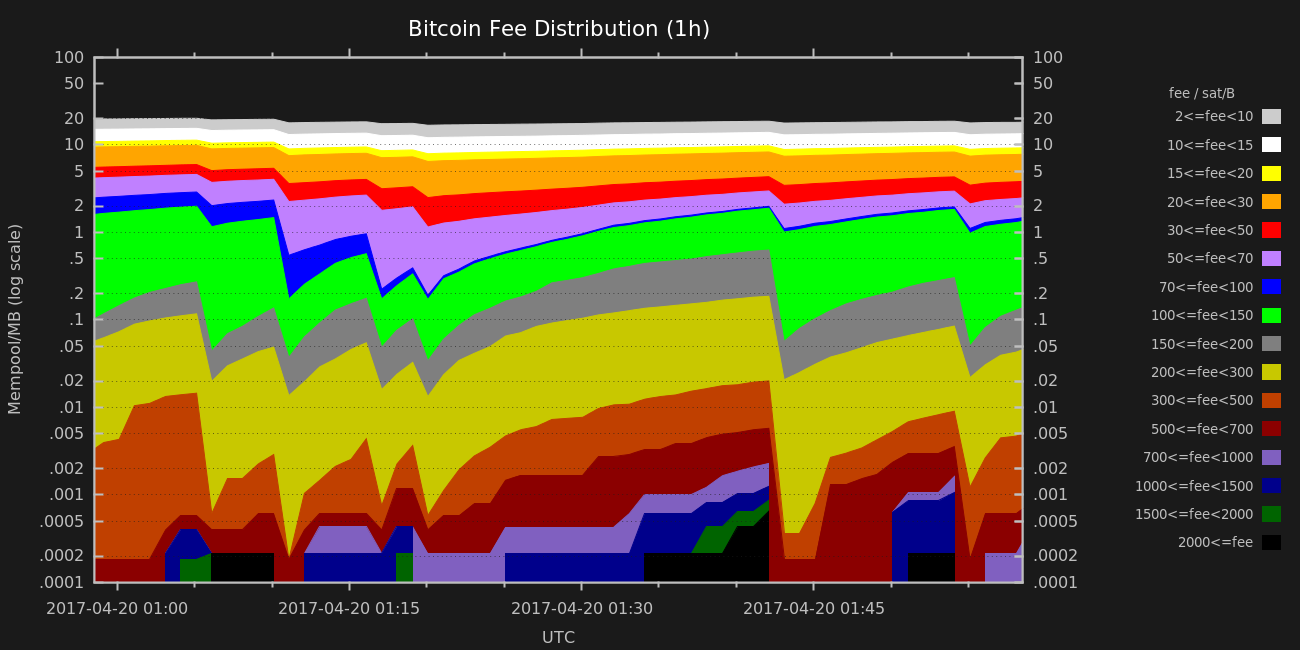 Bitcoin Fee Distribution (1h)
100
50
20
10
5
2
1
.5
.2
.1
.05
.02
.01
.005
.002
.001
.0005
.0002
.0001
Mempool/MB (log scale)
100
50
20
10
5
2
1
.5
.2
.1
.05
.02
.01
.005
.002
.001
.0005
.0002
.0001
2017-04-20 01:00
2017-04-20 01:15
2017-04-20 01:30
2017-04-20 01:45
UTC
fee / sat/B
2<=fee<10
10<=fee<15
15<=fee<20
20<=fee<30
30<=fee<50
50<=fee<70
70<=fee<100
100<=fee<150
150<=fee<200
200<=fee<300
300<=fee<500
500<=fee<700
700<=fee<1000
1000<=fee<1500
1500<=fee<2000
2000<=fee